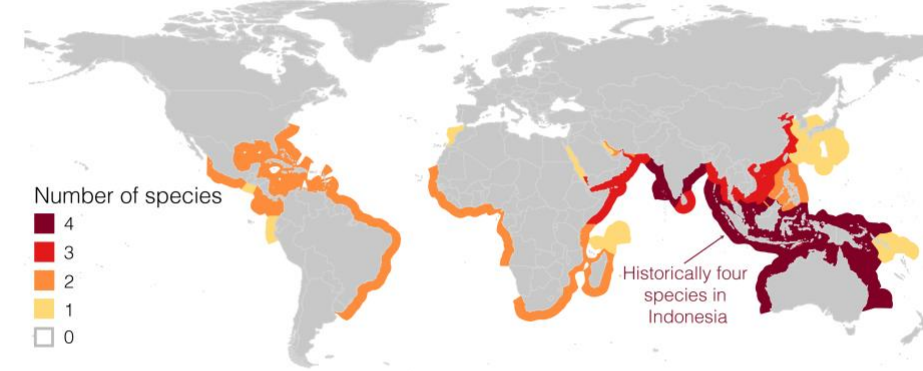 Number of species
4
3
2
1
0
Historically four
species in
Indonesia